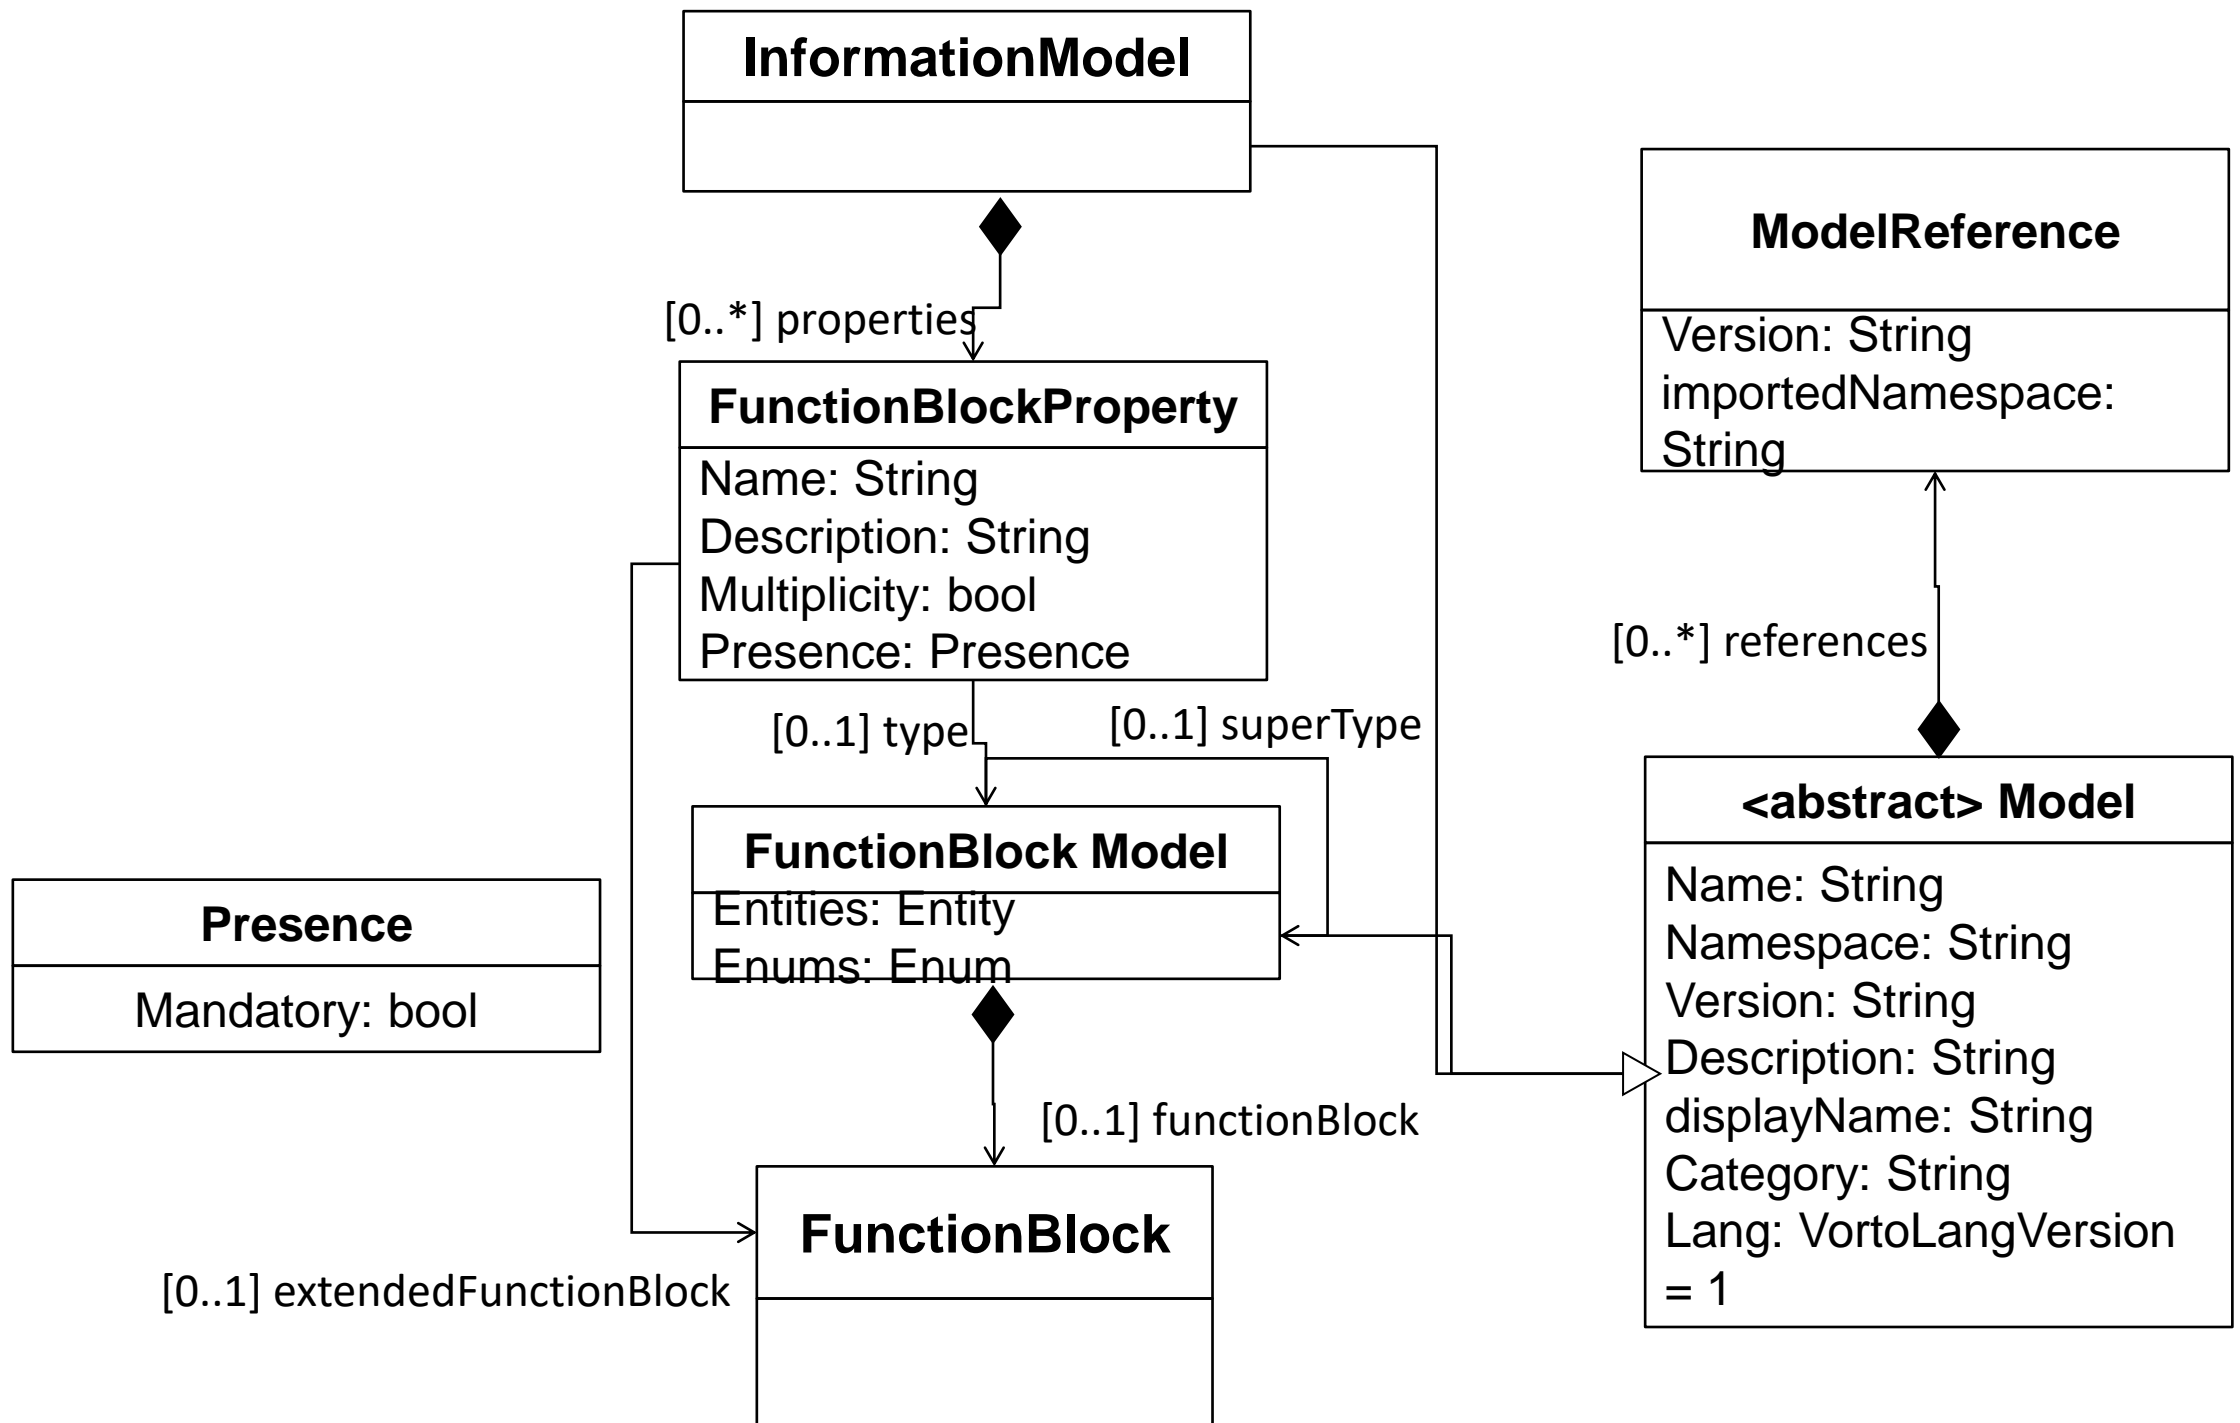 InformationModel
[0..*] properties
FunctionBlockProperty
Name: String
Description: String
Multiplicity: bool
Presence: Presence
ModelReference
Version: String
importedNamespace:
String
[0..*] references
[0..1] type
[0..1] superType
FunctionBlock Model
Entities: Entity
Enums: Enum
<abstract> Model
Name: String
Namespace: String
Version: String
Description: String
displayName: String
Category: String
Lang: VortoLangVersion
= 1
Presence
Mandatory: bool
[0..1] functionBlock
FunctionBlock
[0..1] extendedFunctionBlock